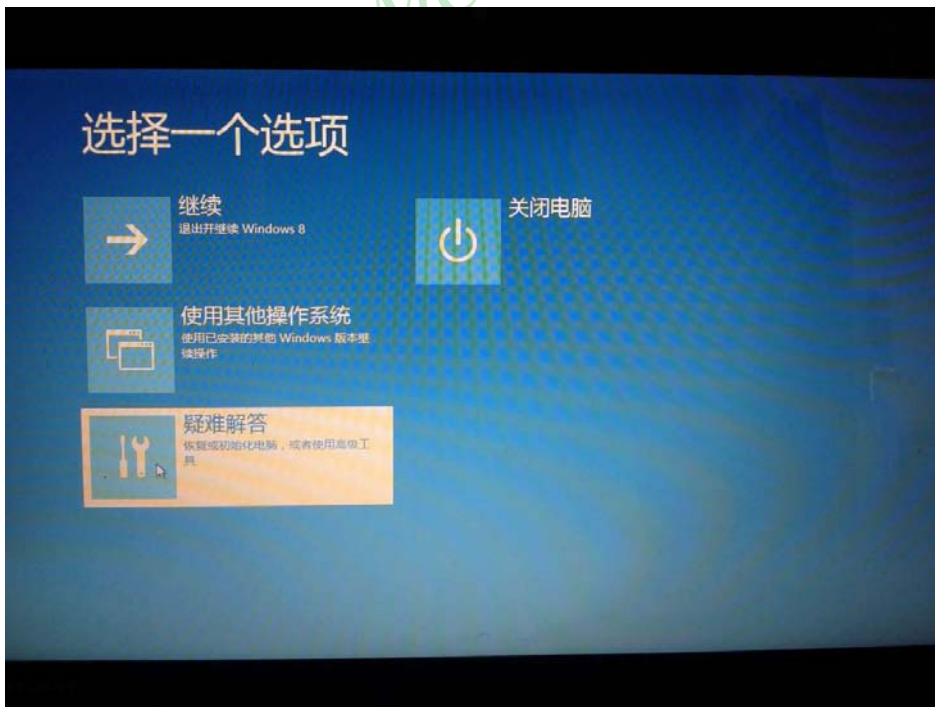 选择一个选项
继续
退出并继续 Windows 8
关闭电脑
使用其他操作系统
使用已安装的其他 Windows 版本继
续操作
疑难解答
恢复或初始化电脑，或者使用高级工
具